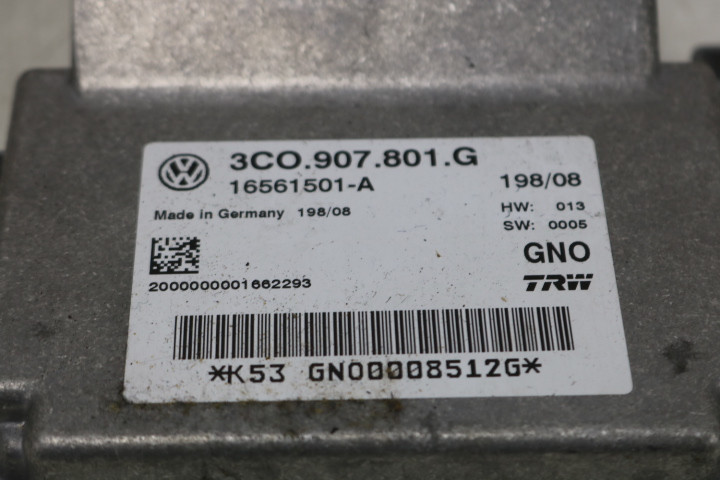 3C0.907.801.G
16561501-A
198/08
Made in Germany 198/08
HW: 013
SW: 0005
GNO
TRW
2000000001662293
*K53 GNO00008512G*